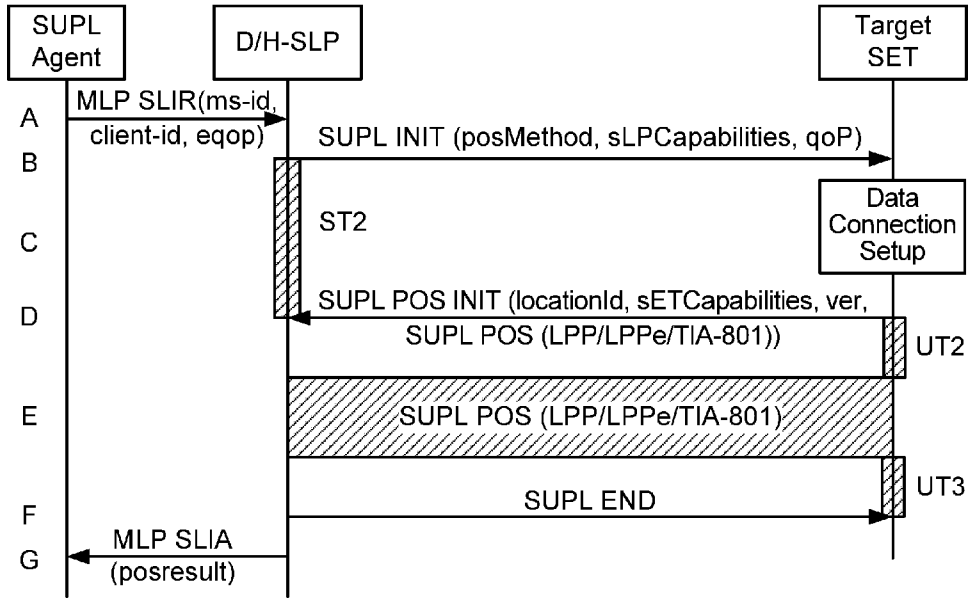 SUPL
Agent
D/H-SLP
Target
SET
A
MLP SLIR(ms-id,
client-id, eqop)
B
SUPL INIT (posMethod, sLPCapabilities, qoP)
C
ST2
Data
Connection
Setup
D
SUPL POS INIT (locationId, sETCapabilities, ver,
SUPL POS (LPP/LPPe/TIA-801))
UT2
E
SUPL POS (LPP/LPPe/TIA-801)
UT3
F
SUPL END
G
MLP SLIA
(posresult)